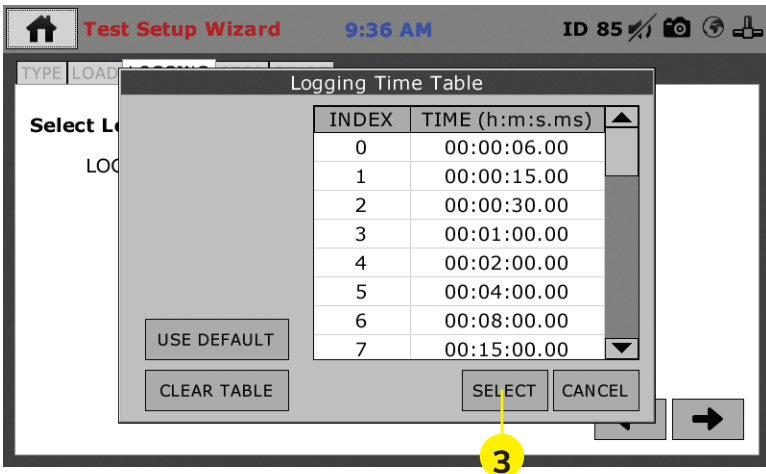 Test Setup Wizard 9:36 AM ID 85
TYPE LOAD
Logging Time Table
Select
INDEX TIME (h:m:s.ms)
0 00:00:06.00
1 00:00:15.00
2 00:00:30.00
3 00:01:00.00
4 00:02:00.00
5 00:04:00.00
6 00:08:00.00
7 00:15:00.00
USE DEFAULT
CLEAR TABLE SELECT CANCEL
3